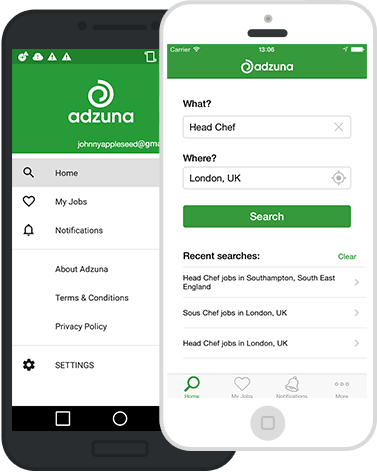 adzuna
johnnyappleseed@gma
Home
My Jobs
Notifications
About Adzuna
Terms & Conditions
Privacy Policy
SETTINGS
Carrier
13:06
adzuna
What?
Head Chef
Where?
London, UK
Search
Recent searches:
Clear
Head Chef jobs in Southampton, South East
England
Sous Chef jobs in London, UK
Head Chef jobs in London, UK
Home
My Jobs
Notifications
More